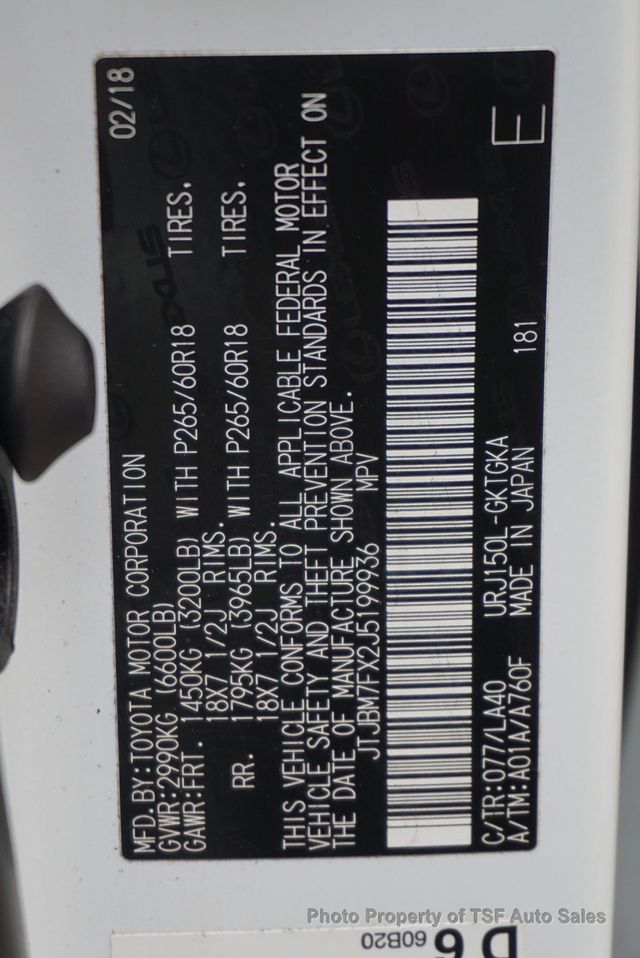 MFD.BY:TOYOTA MOTOR CORPORATION 02/18
GVWR:2990KG (6600LB)
GAWR:FRT. 1450KG (3200LB) WITH P265/60R18 TIRES.
18X7 1/2J RIMS.
RR. 1795KG (3965LB) WITH P265/60R18 TIRES.
18X7 1/2J RIMS.
THIS VEHICLE CONFORMS TO ALL APPLICABLE FEDERAL MOTOR
VEHICLE SAFETY AND THEFT PREVENTION STANDARDS IN EFFECT ON
THE DATE OF MANUFACTURE SHOWN ABOVE.
JTJBM7FX2J5199936 MPV
C/TR:077/LA40 URJ150L-GKTGKA E
A/TM:A01A/A760F MADE IN JAPAN 181
60B20
Photo Property of TSF Auto Sales